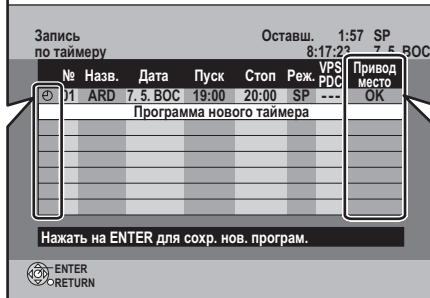 Запись
по таймеру
Оставш. 1:57 SP
8:17:23 7. 5. ВОС
№ Назв. Дата Пуск Стоп Реж. VPS PDC Привод место
01 ARD 7. 5. ВОС 19:00 20:00 SP --- OK
Программа нового таймера
Нажать на ENTER для сохр. нов. програм.
ENTER
RETURN